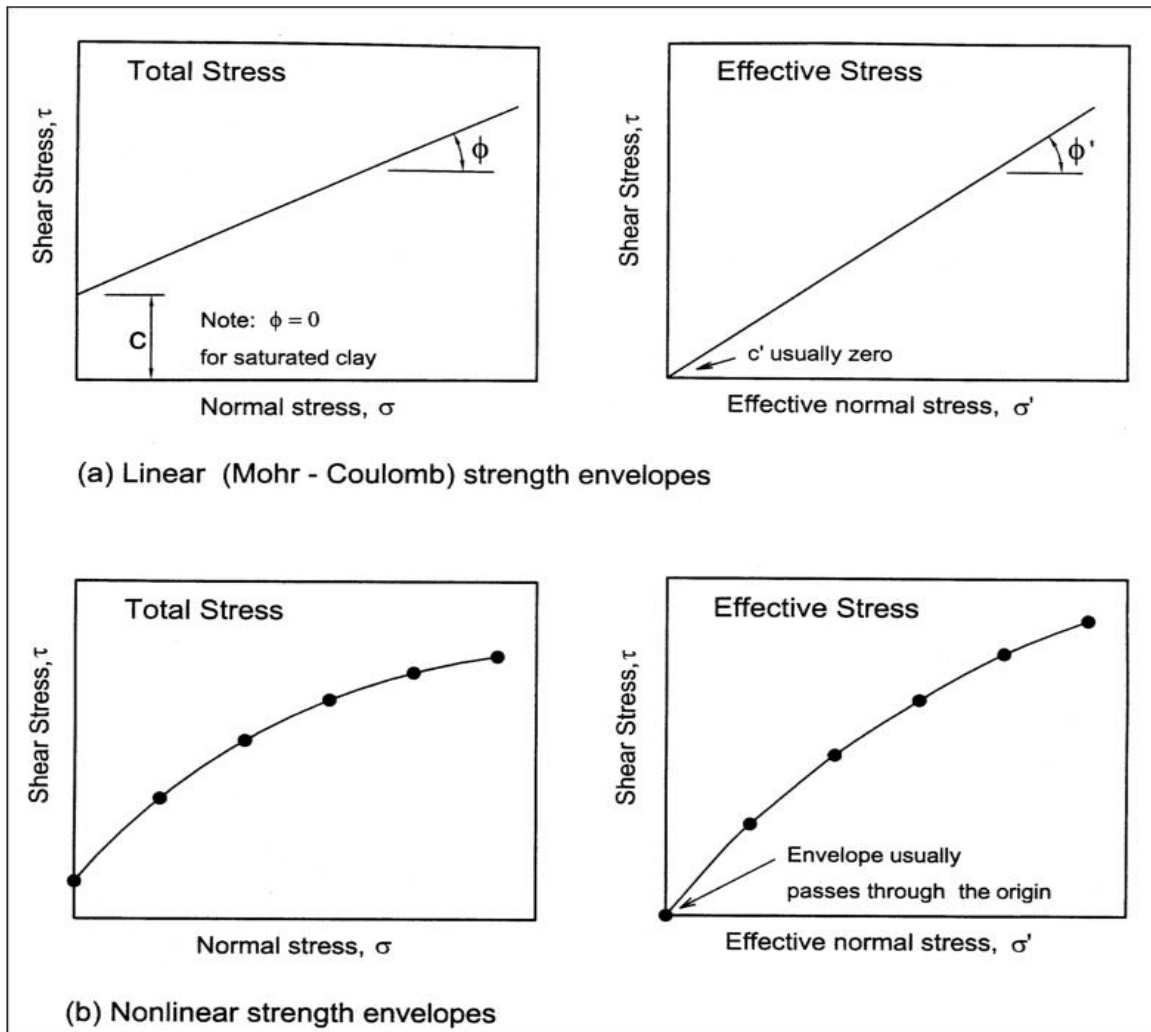 Total Stress
Shear Stress, τ
ϕ
C
Note: ϕ = 0
for saturated clay
Normal stress, σ
Effective Stress
Shear Stress, τ
ϕ'
c' usually zero
Effective normal stress, σ'
(a) Linear (Mohr - Coulomb) strength envelopes
Total Stress
Shear Stress, τ
Normal stress, σ
Effective Stress
Shear Stress, τ
Envelope usually
passes through the origin
Effective normal stress, σ'
(b) Nonlinear strength envelopes